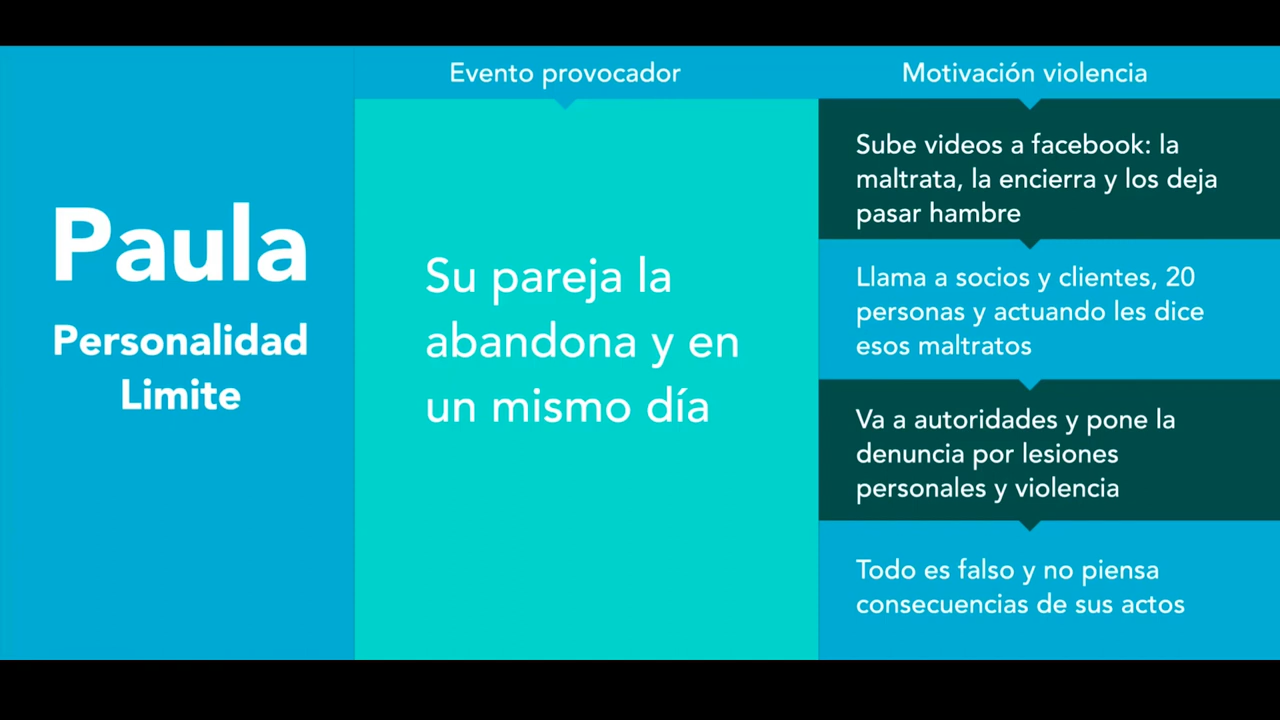 Paula
Personalidad
Limite
Evento provocador
Su pareja la
abandona y en
un mismo día
Motivación violencia
Sube videos a facebook: la
maltrata, la encierra y los deja
pasar hambre
Llama a socios y clientes, 20
personas y actuando les dice
esos maltratos
Va a autoridades y pone la
denuncia por lesiones
personales y violencia
Todo es falso y no piensa
consecuencias de sus actos